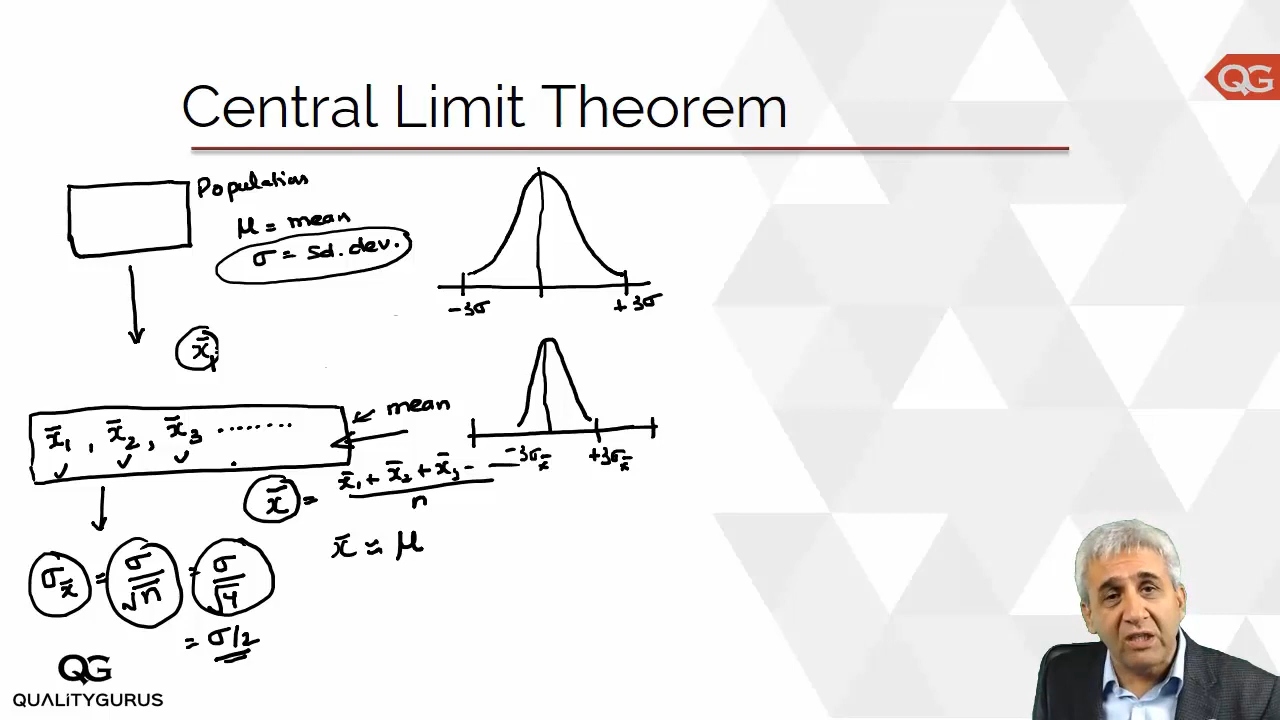 QG
Central Limit Theorem
Population
μ = mean
σ = Sd. dev.
-3σ
+3σ
x̄₁
mean
x̄₁ , x̄₂ , x̄₃ ........
-3σx̄
+3σx̄
x̄ = x̄₁ + x̄₂ + x̄₃ - — / n
x̄ ≈ μ
σx̄ = σ/√n = σ/√4
= σ/2
QG
QUALiTYGURUS